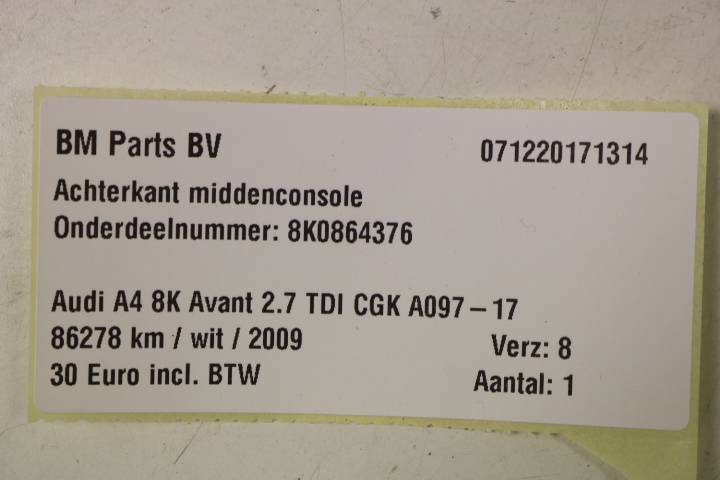 BM Parts BV 071220171314
Achterkant middenconsole
Onderdeelnummer: 8K0864376
Audi A4 8K Avant 2.7 TDI CGK A097-17
86278 km / wit / 2009 Verz: 8
30 Euro incl. BTW Aantal: 1